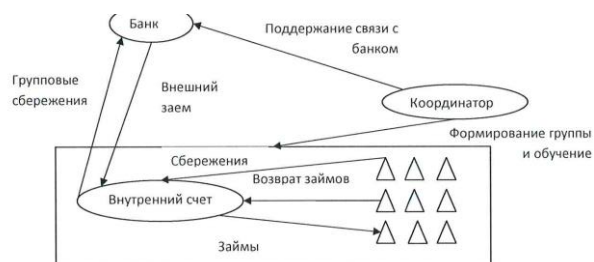 Банк
Поддержание связи с
банком
Групповые
сбережения
Внешний
заем
Координатор
Формирование группы
и обучение
Сбережения
Возврат займов
Внутренний счет
Займы